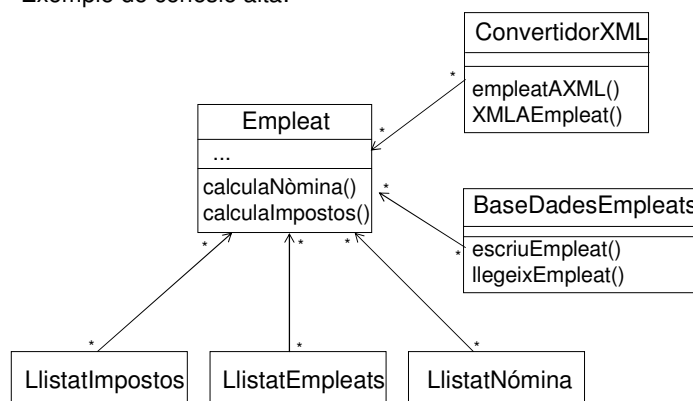 Exemple de cohesió alta:
ConvertidorXML
*
empleatAXML()
XMLAEmpleat()
*
Empleat
...
calculaNòmina()
calculaImpostos()
*
BaseDadesEmpleats
*
escriuEmpleat()
llegeixEmpleat()
*
*
*
*
*
*
LlistatImpostos
LlistatEmpleats
LlistatNómina